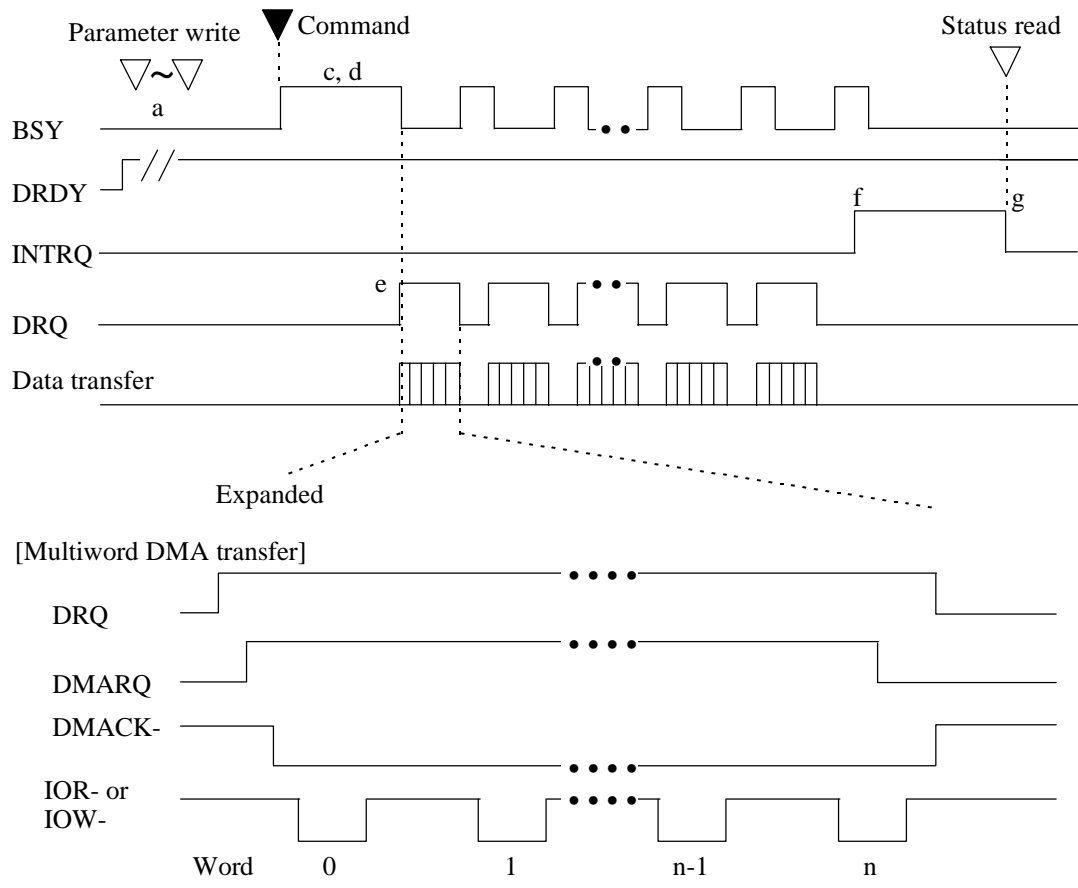 Parameter write
Command
Status read
~
c, d
a
BSY
DRDY
f
g
INTRQ
e
DRQ
Data transfer
Expanded
[Multiword DMA transfer]
DRQ
DMARQ
DMACK-
IOR- or
IOW-
Word 0 1 n-1 n